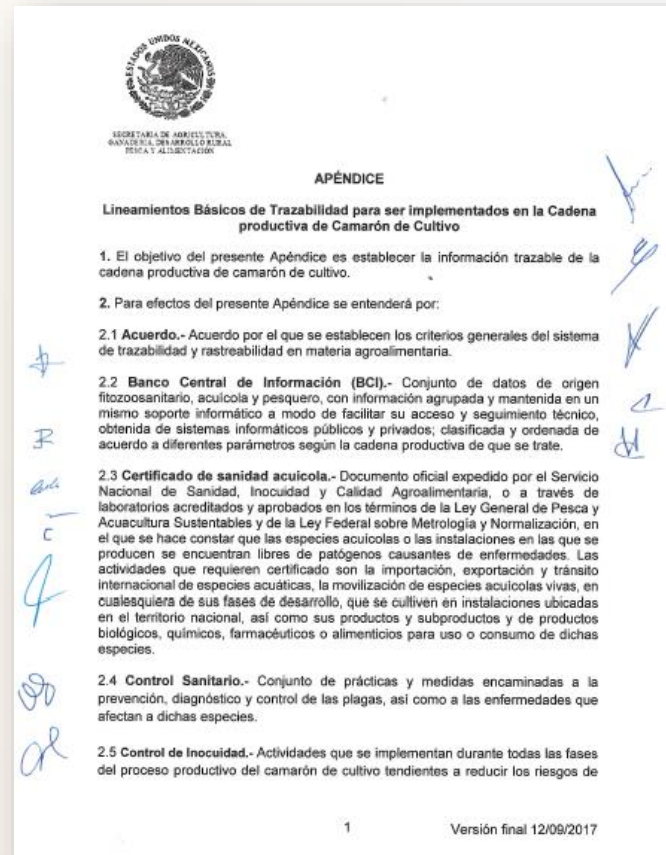 ESTADOS UNIDOS MEXICANOS
SECRETARÍA DE AGRICULTURA,
GANADERÍA, DESARROLLO RURAL
PESCA Y ALIMENTACIÓN
APÉNDICE
Lineamientos Básicos de Trazabilidad para ser implementados en la Cadena
productiva de Camarón de Cultivo
1. El objetivo del presente Apéndice es establecer la información trazable de la
cadena productiva de camarón de cultivo.
2. Para efectos del presente Apéndice se entenderá por:
2.1 Acuerdo.- Acuerdo por el que se establecen los criterios generales del sistema
de trazabilidad y rastreabilidad en materia agroalimentaria.
2.2 Banco Central de Información (BCI).- Conjunto de datos de origen
fitozoosanitario, acuícola y pesquero, con información agrupada y mantenida en un
mismo soporte informático a modo de facilitar su acceso y seguimiento técnico,
obtenida de sistemas informáticos públicos y privados; clasificada y ordenada de
acuerdo a diferentes parámetros según la cadena productiva de que se trate.
2.3 Certificado de sanidad acuícola.- Documento oficial expedido por el Servicio
Nacional de Sanidad, Inocuidad y Calidad Agroalimentaria, o a través de
laboratorios acreditados y aprobados en los términos de la Ley General de Pesca y
Acuacultura Sustentables y de la Ley Federal sobre Metrología y Normalización, en
el que se hace constar que las especies acuícolas o las instalaciones en las que se
producen se encuentran libres de patógenos causantes de enfermedades. Las
actividades que requieren certificado son la importación, exportación y tránsito
internacional de especies acuáticas, la movilización de especies acuícolas vivas, en
cualesquiera de sus fases de desarrollo, que se cultiven en instalaciones ubicadas
en el territorio nacional, así como sus productos y subproductos y de productos
biológicos, químicos, farmacéuticos o alimenticios para uso o consumo de dichas
especies.
2.4 Control Sanitario.- Conjunto de prácticas y medidas encaminadas a la
prevención, diagnóstico y control de las plagas, así como a las enfermedades que
afectan a dichas especies.
2.5 Control de Inocuidad.- Actividades que se implementan durante todas las fases
del proceso productivo del camarón de cultivo tendientes a reducir los riesgos de
1 Versión final 12/09/2017